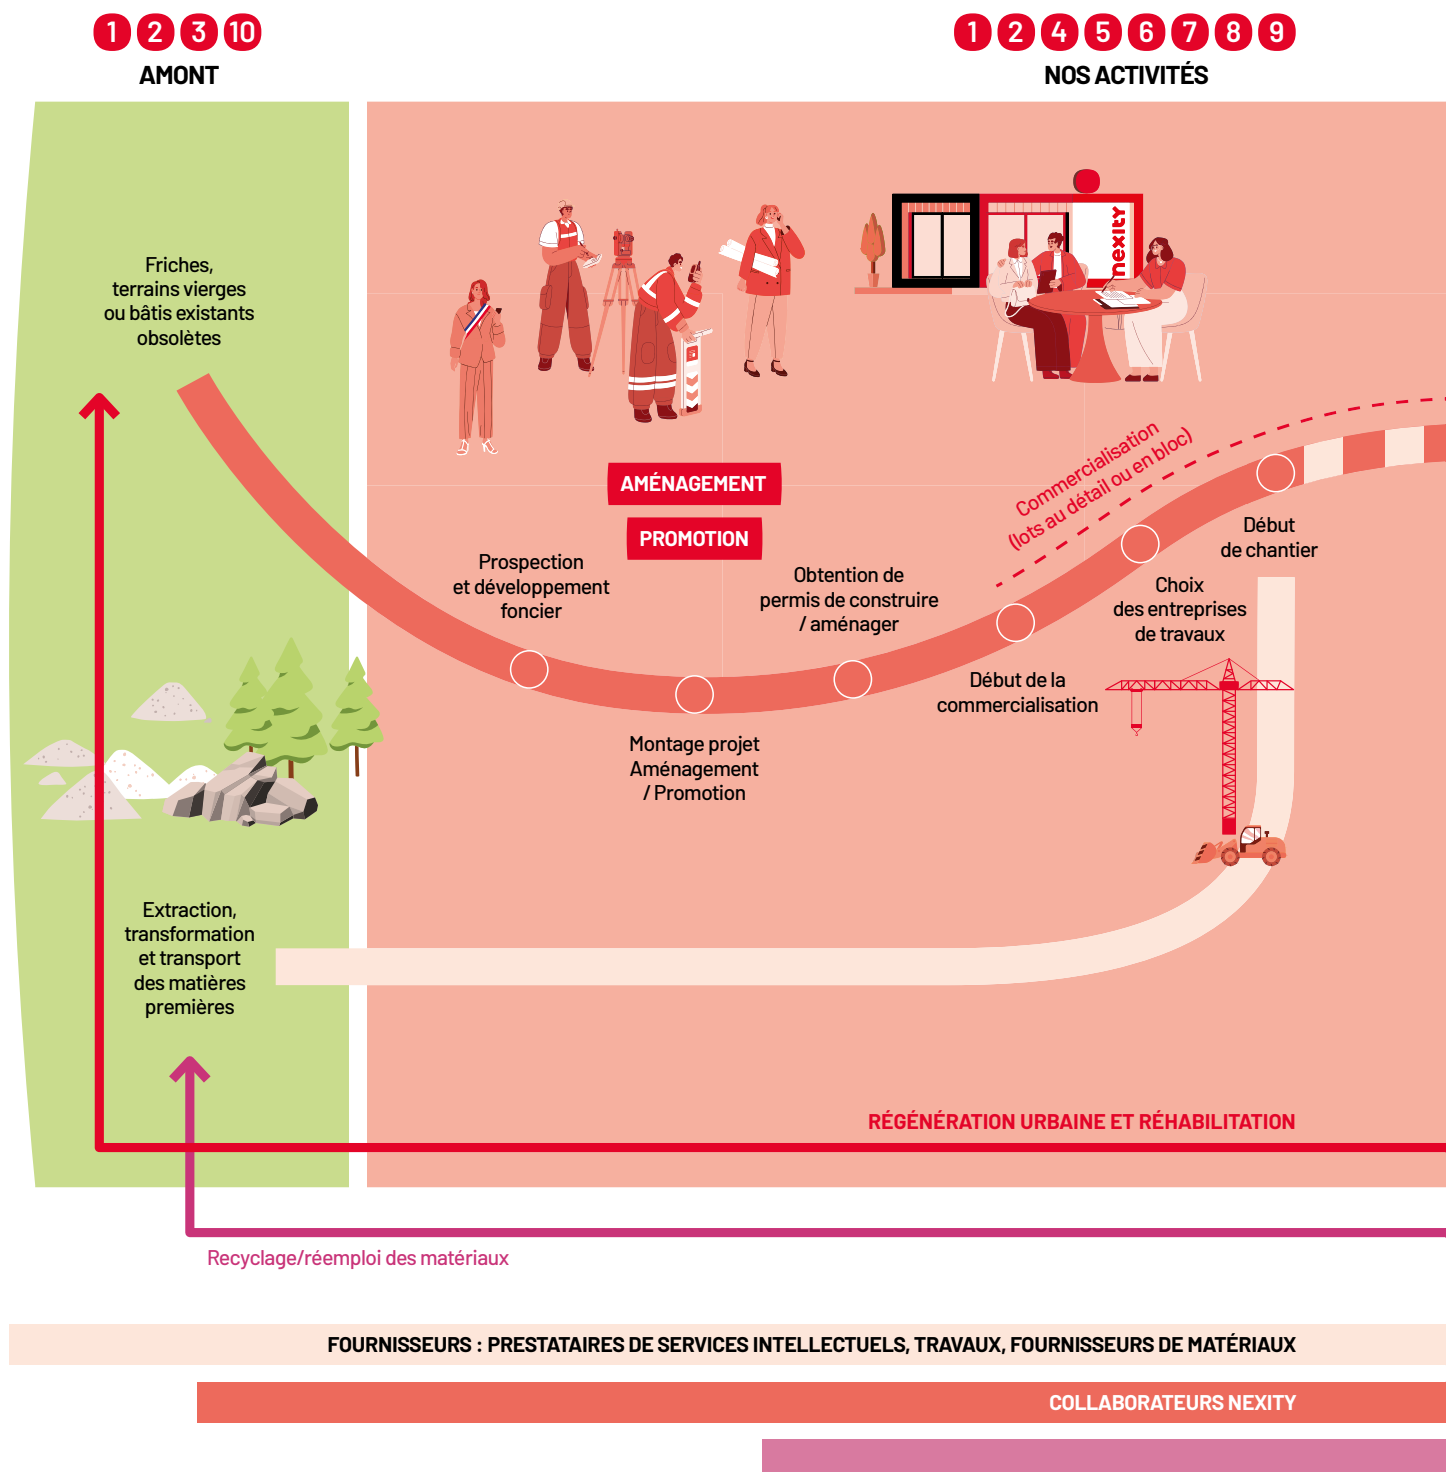 1 2 3 10
AMONT
1 2 4 5 6 7 8 9
NOS ACTIVITÉS
Friches,
terrains vierges
ou bâtis existants
obsolètes
nexity
AMÉNAGEMENT
PROMOTION
Commercialisation
(lots au détail ou en bloc)
Prospection
et développement
foncier
Montage projet
Aménagement
/ Promotion
Obtention de
permis de construire
/ aménager
Début de la
commercialisation
Choix
des entreprises
de travaux
Début
de chantier
Extraction,
transformation
et transport
des matières
premières
RÉGÉNÉRATION URBAINE ET RÉHABILITATION
Recyclage/réemploi des matériaux
FOURNISSEURS : PRESTATAIRES DE SERVICES INTELLECTUELS, TRAVAUX, FOURNISSEURS DE MATÉRIAUX
COLLABORATEURS NEXITY